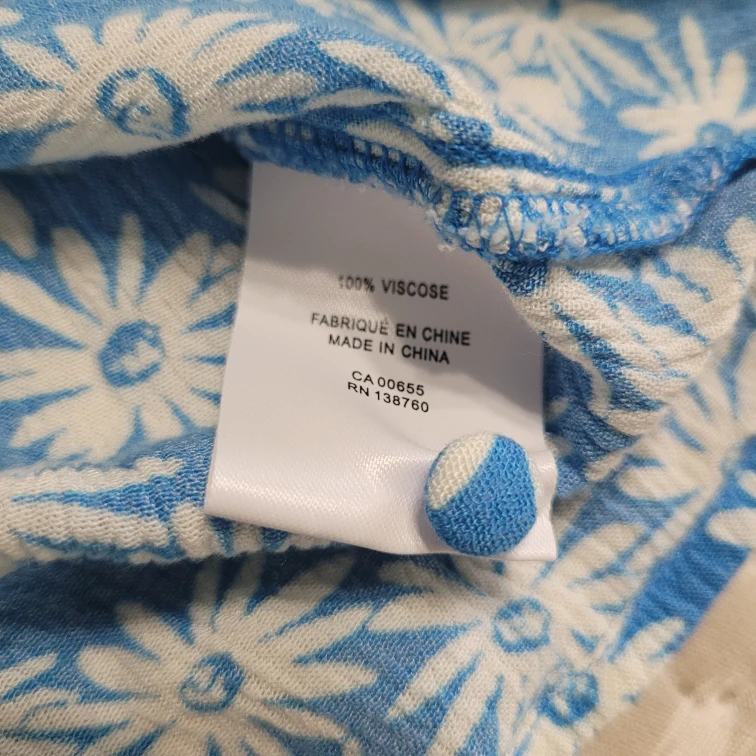 100% VISCOSE
FABRIQUÉ EN CHINE
MADE IN CHINA
CA 00655
RN 138760